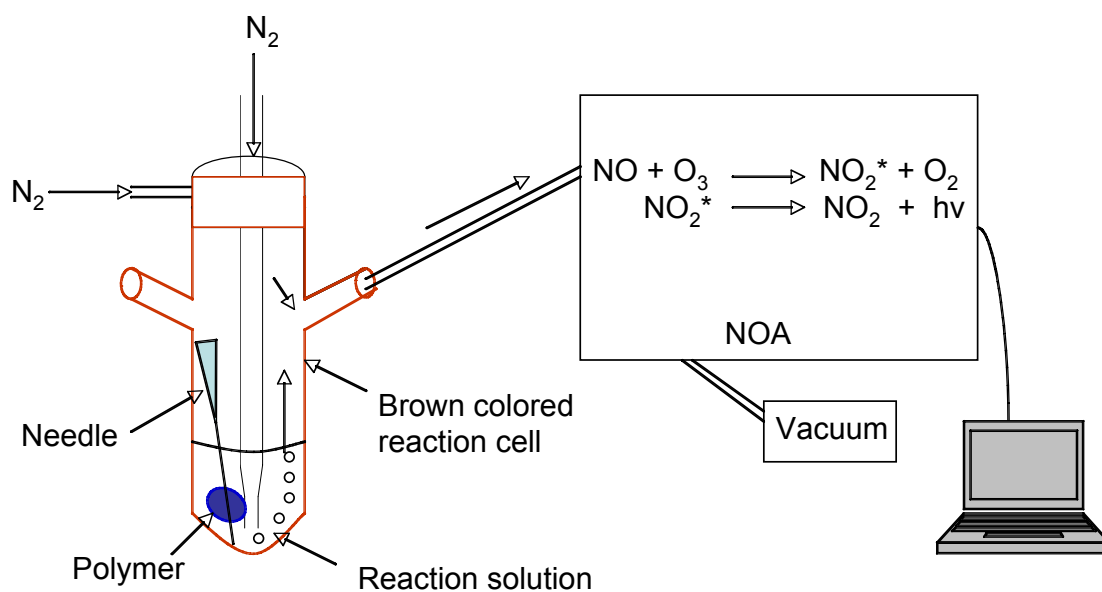 N₂
N₂
NO + O₃ → NO₂* + O₂
NO₂* → NO₂ + hv
NOA
Needle
Brown colored
reaction cell
Vacuum
Polymer
Reaction solution